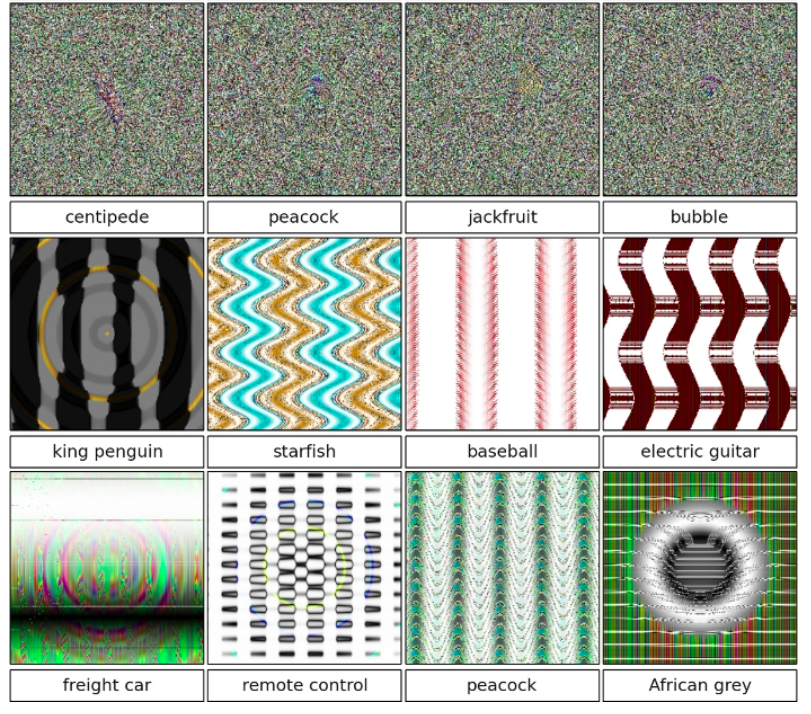 centipede
peacock
jackfruit
bubble
king penguin
starfish
baseball
electric guitar
freight car
remote control
peacock
African grey